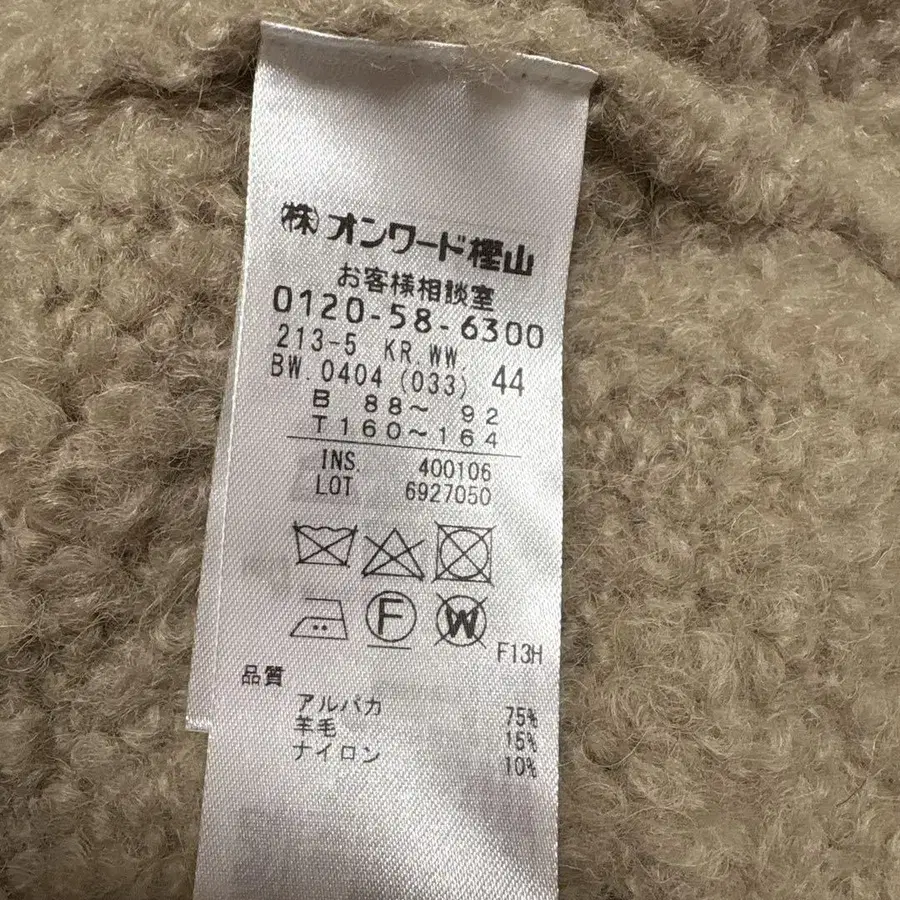 ㈱オンワード樫山
お客様相談室
0120-58-6300
213-5 KR.WW.
BW.0404(033) 44
B 88～ 92
T160～164
INS 400106
LOT 6927050
F
W
F13H
品質
アルパカ 75%
羊毛 15%
ナイロン 10%